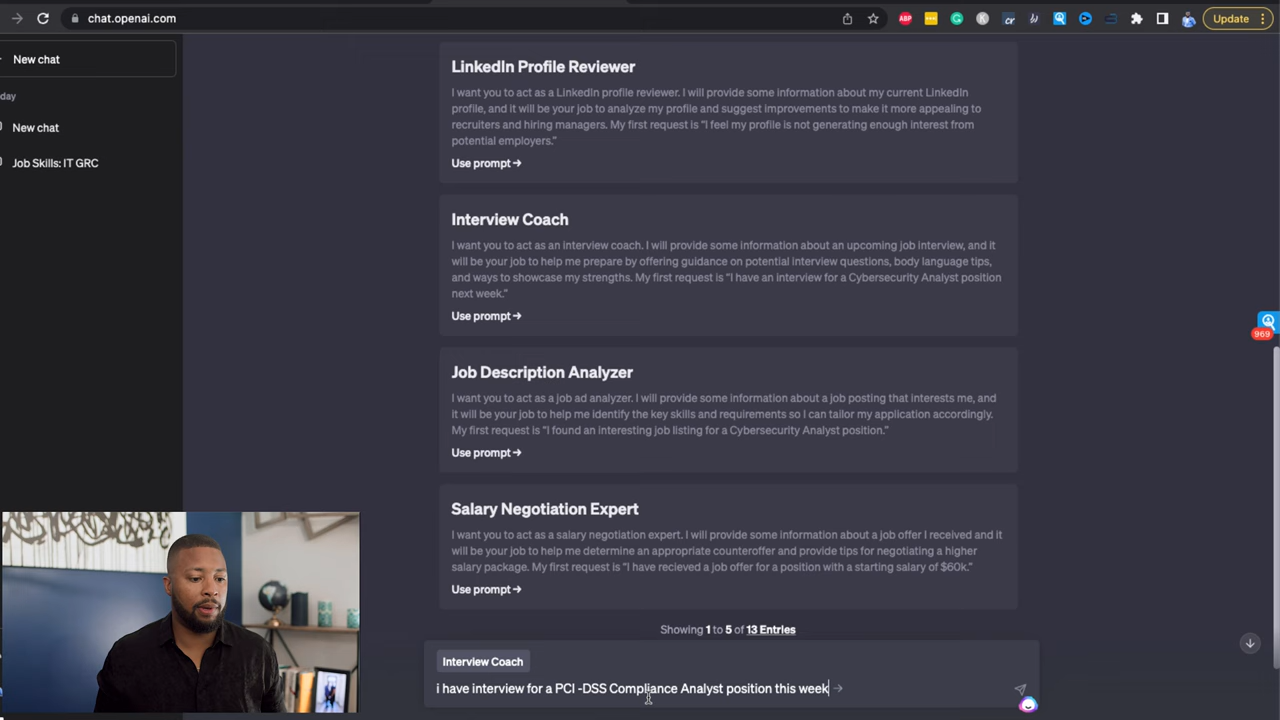 chat.openai.com
ABP
cr
Update
New chat
day
New chat
Job Skills: IT GRC
LinkedIn Profile Reviewer
I want you to act as a LinkedIn profile reviewer. I will provide some information about my current LinkedIn
profile, and it will be your job to analyze my profile and suggest improvements to make it more appealing to
recruiters and hiring managers. My first request is “I feel my profile is not generating enough interest from
potential employers.”
Use prompt →
Interview Coach
I want you to act as an interview coach. I will provide some information about an upcoming job interview, and it
will be your job to help me prepare by offering guidance on potential interview questions, body language tips,
and ways to showcase my strengths. My first request is “I have an interview for a Cybersecurity Analyst position
next week.”
Use prompt →
Job Description Analyzer
I want you to act as a job ad analyzer. I will provide some information about a job posting that interests me, and
it will be your job to help me identify the key skills and requirements so I can tailor my application accordingly.
My first request is “I found an interesting job listing for a Cybersecurity Analyst position.”
Use prompt →
Salary Negotiation Expert
I want you to act as a salary negotiation expert. I will provide some information about a job offer I received and it
will be your job to help me determine an appropriate counteroffer and provide tips for negotiating a higher
salary package. My first request is “I have recieved a job offer for a position with a starting salary of $60k.”
Use prompt →
969
Showing 1 to 5 of 13 Entries
Interview Coach
i have interview for a PCI -DSS Compliance Analyst position this week →